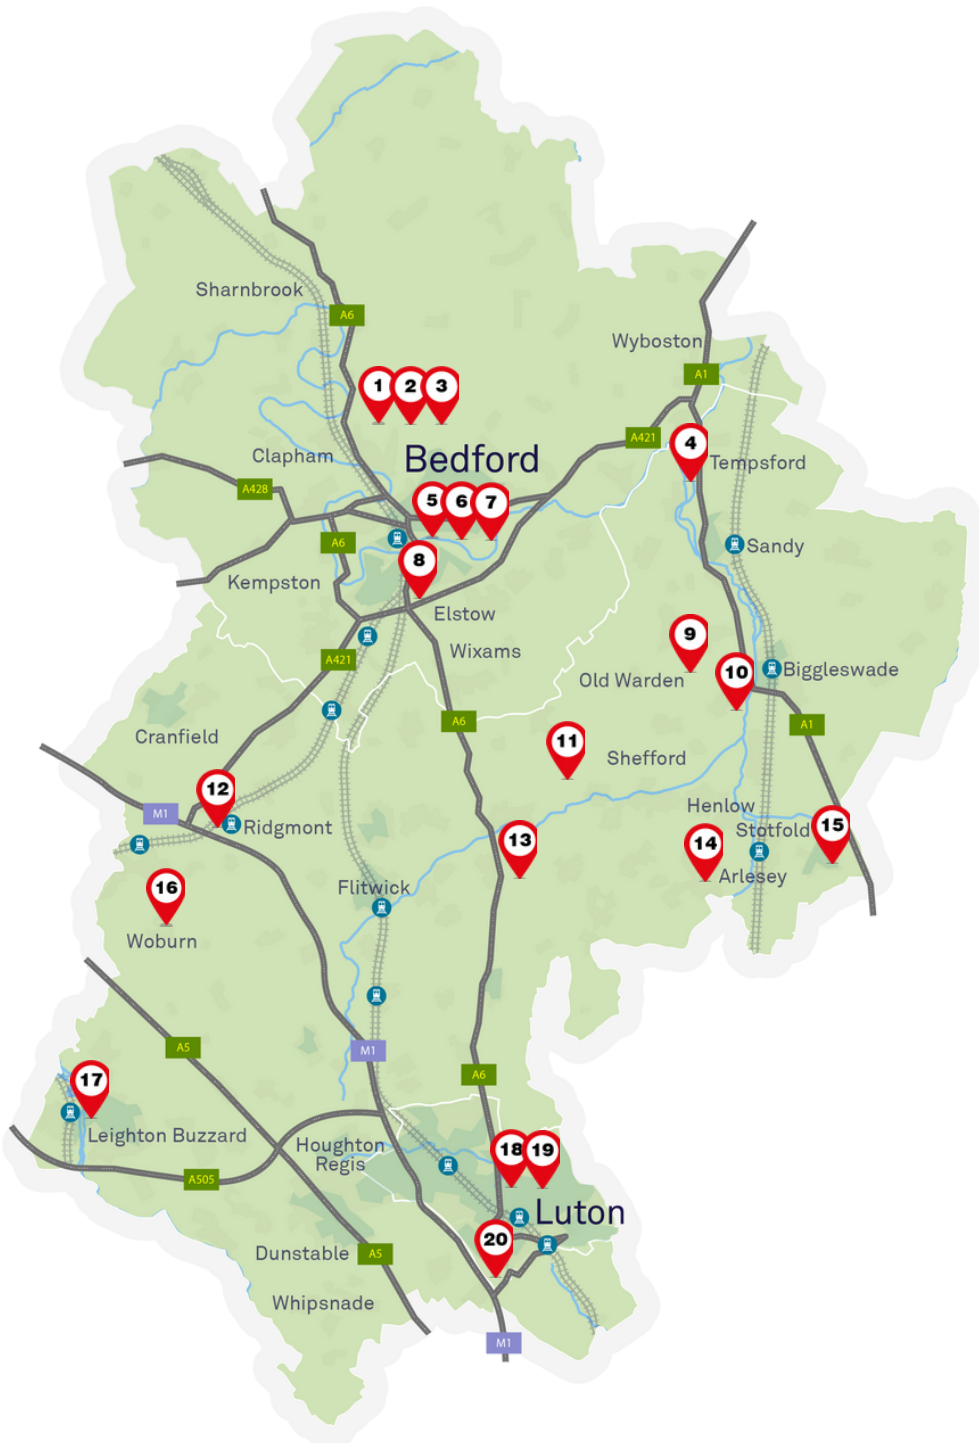 Sharnbrook
A6
Wyboston
A1
1 2 3
A421
4
Clapham
Bedford
Tempsford
A428
5 6 7
A6
Sandy
8
Kempston
Elstow
9
A421
Wixams
Old Warden
10
Biggleswade
A6
A1
Cranfield
11
Shefford
12
M1
Ridgmont
Henlow
13
14
Stotfold
15
Arlesey
16
Flitwick
Woburn
A5
M1
17
A6
Leighton Buzzard
Houghton
Regis
18 19
A505
Luton
20
Dunstable
A5
Whipsnade
M1